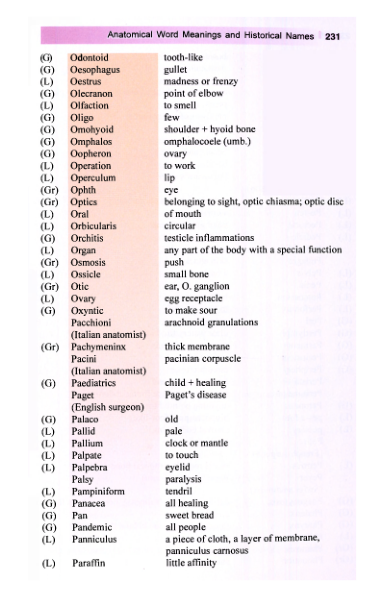 Anatomical Word Meanings and Historical Names 231
(G) Odontoid tooth-like
(G) Oesophagus gullet
(L) Oestrus madness or frenzy
(G) Olecranon point of elbow
(L) Olfaction to smell
(G) Oligo few
(G) Omohyoid shoulder + hyoid bone
(G) Omphalos omphalocoele (umb.)
(G) Oopheron ovary
(L) Operation to work
(L) Operculum lip
(Gr) Ophth eye
(Gr) Optics belonging to sight, optic chiasma; optic disc
(L) Oral of mouth
(L) Orbicularis circular
(G) Orchitis testicle inflammations
(L) Organ any part of the body with a special function
(Gr) Osmosis push
(L) Ossicle small bone
(Gr) Otic ear, O. ganglion
(L) Ovary egg receptacle
(G) Oxyntic to make sour
Pacchioni arachnoid granulations
(Italian anatomist)
(Gr) Pachymeninx thick membrane
Pacini pacinian corpuscle
(Italian anatomist)
(G) Paediatrics child + healing
Paget Paget's disease
(English surgeon)
(G) Palaco old
(L) Pallid pale
(L) Pallium clock or mantle
(L) Palpate to touch
(L) Palpebra eyelid
Palsy paralysis
(L) Pampiniform tendril
(G) Panacea all healing
(G) Pan sweet bread
(G) Pandemic all people
(L) Panniculus a piece of cloth, a layer of membrane,
panniculus carnosus
(L) Paraffin little affinity